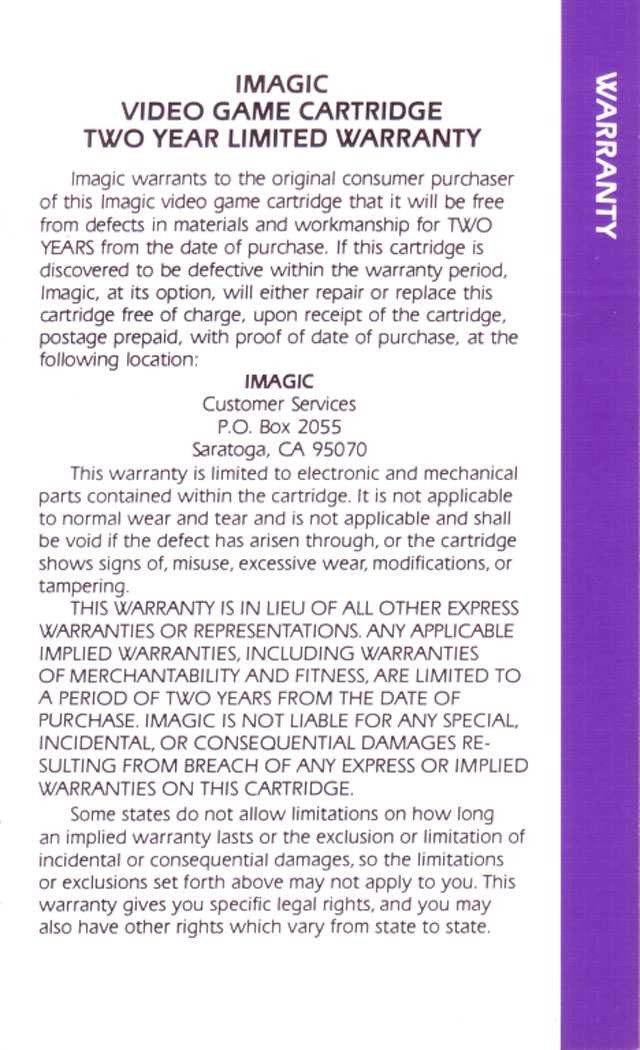 IMAGIC
VIDEO GAME CARTRIDGE
TWO YEAR LIMITED WARRANTY
Imagic warrants to the original consumer purchaser
of this Imagic video game cartridge that it will be free
from defects in materials and workmanship for TWO
YEARS from the date of purchase. If this cartridge is
discovered to be defective within the warranty period,
Imagic, at its option, will either repair or replace this
cartridge free of charge, upon receipt of the cartridge,
postage prepaid, with proof of date of purchase, at the
following location:
IMAGIC
Customer Services
P.O. Box 2055
Saratoga, CA 95070
This warranty is limited to electronic and mechanical
parts contained within the cartridge. It is not applicable
to normal wear and tear and is not applicable and shall
be void if the defect has arisen through, or the cartridge
shows signs of, misuse, excessive wear, modifications, or
tampering.
THIS WARRANTY IS IN LIEU OF ALL OTHER EXPRESS
WARRANTIES OR REPRESENTATIONS. ANY APPLICABLE
IMPLIED WARRANTIES, INCLUDING WARRANTIES
OF MERCHANTABILITY AND FITNESS, ARE LIMITED TO
A PERIOD OF TWO YEARS FROM THE DATE OF
PURCHASE. IMAGIC IS NOT LIABLE FOR ANY SPECIAL,
INCIDENTAL, OR CONSEQUENTIAL DAMAGES RE-
SULTING FROM BREACH OF ANY EXPRESS OR IMPLIED
WARRANTIES ON THIS CARTRIDGE.
Some states do not allow limitations on how long
an implied warranty lasts or the exclusion or limitation of
incidental or consequential damages, so the limitations
or exclusions set forth above may not apply to you. This
warranty gives you specific legal rights, and you may
also have other rights which vary from state to state.
WARRANTY